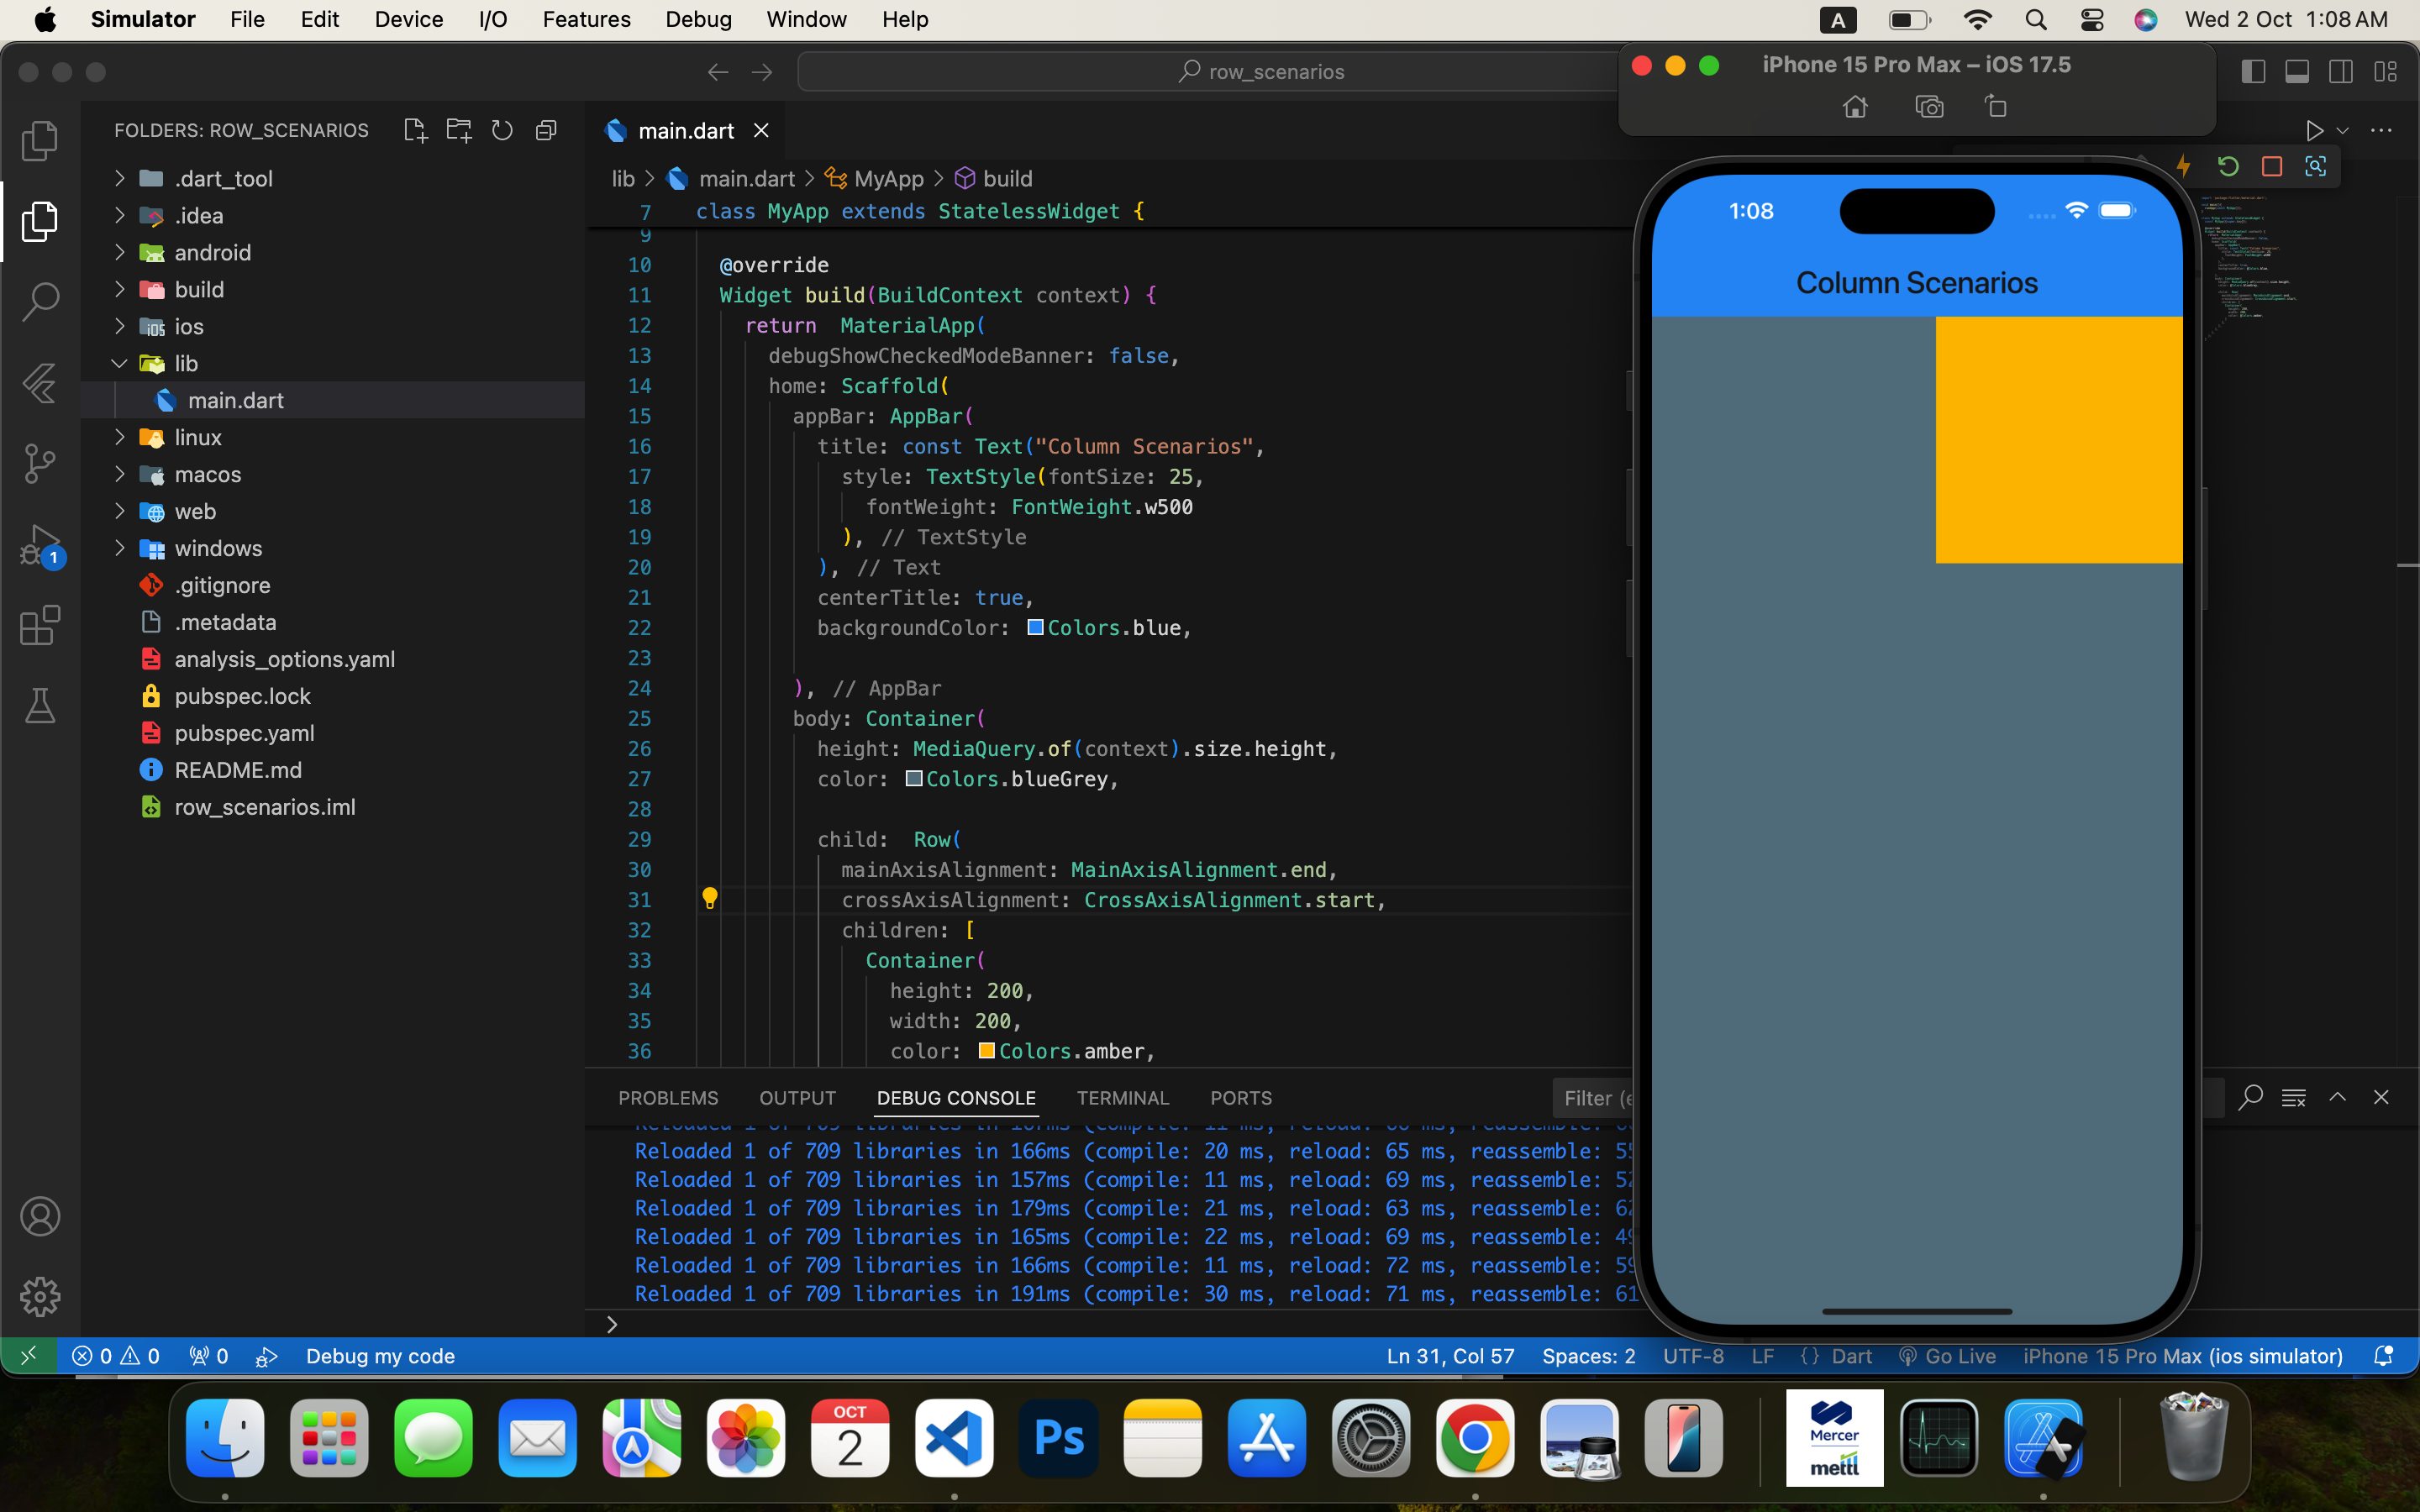 Simulator File Edit Device I/O Features Debug Window Help
A
Wed 2 Oct 1:08 AM
row_scenarios
iPhone 15 Pro Max – iOS 17.5
FOLDERS: ROW_SCENARIOS
.dart_tool
.idea
android
build
ios
lib
main.dart
linux
macos
web
windows
.gitignore
.metadata
analysis_options.yaml
pubspec.lock
pubspec.yaml
README.md
row_scenarios.iml
1
main.dart
lib > main.dart > MyApp > build
7 class MyApp extends StatelessWidget {
9
10 @override
11 Widget build(BuildContext context) {
12 return  MaterialApp(
13 debugShowCheckedModeBanner: false,
14 home: Scaffold(
15 appBar: AppBar(
16 title: const Text("Column Scenarios",
17 style: TextStyle(fontSize: 25,
18 fontWeight: FontWeight.w500
19 ), // TextStyle
20 ), // Text
21 centerTitle: true,
22 backgroundColor: Colors.blue,
23
24 ), // AppBar
25 body: Container(
26 height: MediaQuery.of(context).size.height,
27 color: Colors.blueGrey,
28
29 child:  Row(
30 mainAxisAlignment: MainAxisAlignment.end,
31 crossAxisAlignment: CrossAxisAlignment.start,
32 children: [
33 Container(
34 height: 200,
35 width: 200,
36 color: Colors.amber,
1:08
Column Scenarios
PROBLEMS OUTPUT DEBUG CONSOLE TERMINAL PORTS
Filter (e
Reloaded 1 of 709 libraries in 166ms (compile: 20 ms, reload: 65 ms, reassemble: 55
Reloaded 1 of 709 libraries in 157ms (compile: 11 ms, reload: 69 ms, reassemble: 52
Reloaded 1 of 709 libraries in 179ms (compile: 21 ms, reload: 63 ms, reassemble: 62
Reloaded 1 of 709 libraries in 165ms (compile: 22 ms, reload: 69 ms, reassemble: 49
Reloaded 1 of 709 libraries in 166ms (compile: 11 ms, reload: 72 ms, reassemble: 59
Reloaded 1 of 709 libraries in 191ms (compile: 30 ms, reload: 71 ms, reassemble: 61
0 0 0 Debug my code
Ln 31, Col 57 Spaces: 2 UTF-8 LF {} Dart Go Live iPhone 15 Pro Max (ios simulator)
OCT
2
Ps
Mercer
mettl